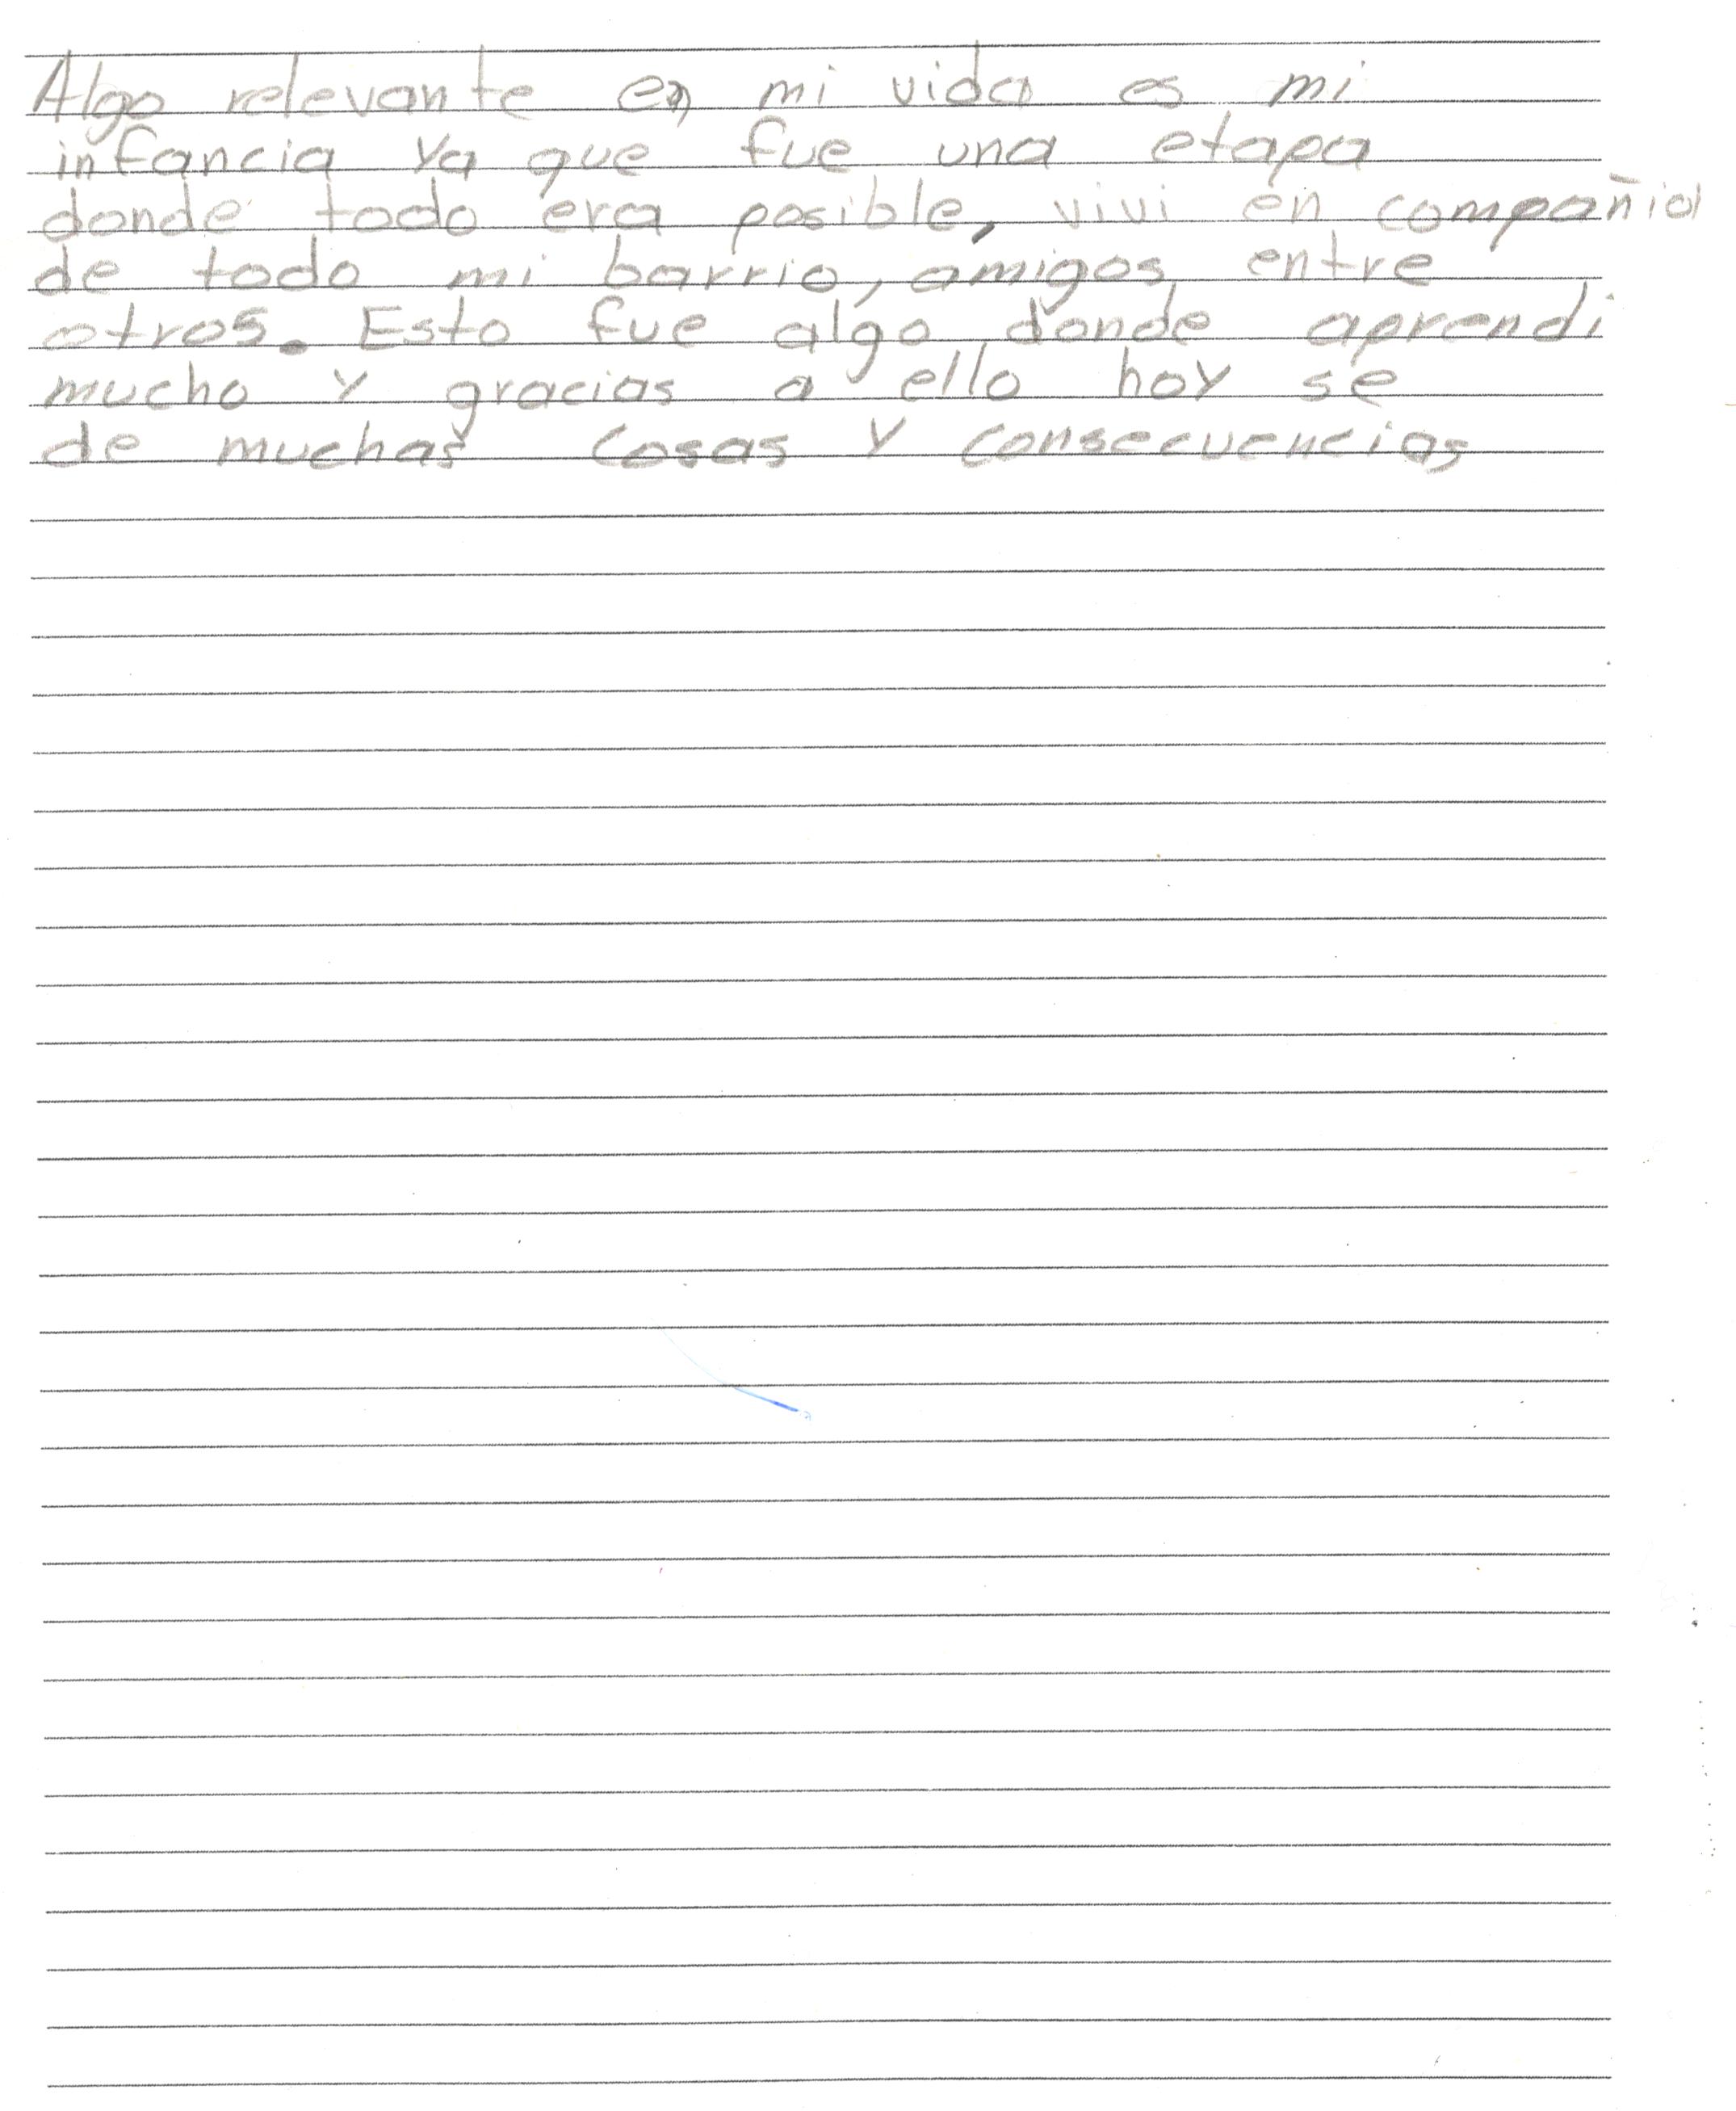 Algo relevante en mi vida es mi
infancia ya que fue una etapa
donde todo era posible, vivi en compañia
de todo mi barrio, amigos, entre
otros. Esto fue algo donde aprendi
mucho y gracias a ello hoy se
de muchas cosas y consecuencias